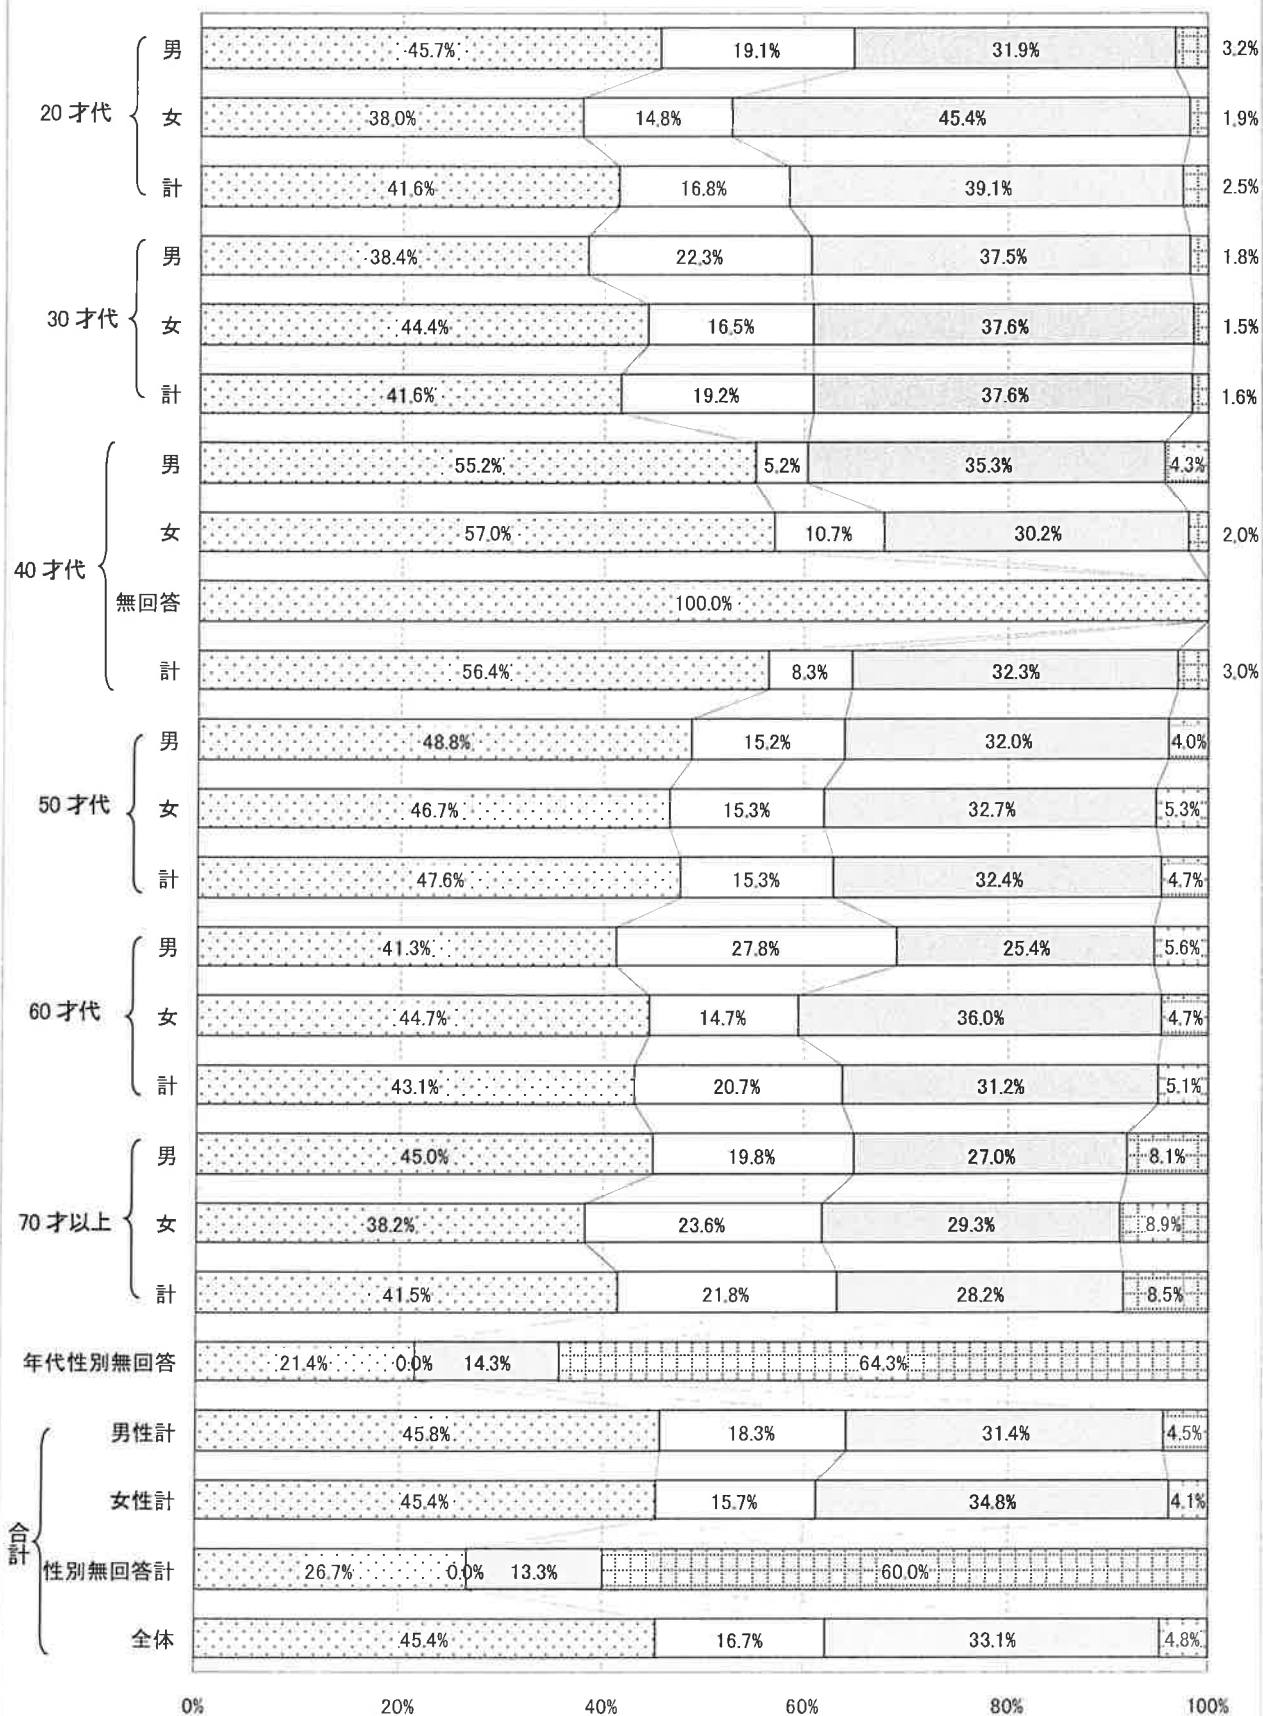 20才代
男 45.7% 19.1% 31.9% 3.2%
女 38.0% 14.8% 45.4% 1.9%
計 41.6% 16.8% 39.1% 2.5%
30才代
男 38.4% 22.3% 37.5% 1.8%
女 44.4% 16.5% 37.6% 1.5%
計 41.6% 19.2% 37.6% 1.6%
40才代
男 55.2% 5.2% 35.3% 4.3%
女 57.0% 10.7% 30.2% 2.0%
無回答 100.0%
計 56.4% 8.3% 32.3% 3.0%
50才代
男 48.8% 15.2% 32.0% 4.0%
女 46.7% 15.3% 32.7% 5.3%
計 47.6% 15.3% 32.4% 4.7%
60才代
男 41.3% 27.8% 25.4% 5.6%
女 44.7% 14.7% 36.0% 4.7%
計 43.1% 20.7% 31.2% 5.1%
70才以上
男 45.0% 19.8% 27.0% 8.1%
女 38.2% 23.6% 29.3% 8.9%
計 41.5% 21.8% 28.2% 8.5%
年代性別無回答 21.4% 0.0% 14.3% 64.3%
合計
男性計 45.8% 18.3% 31.4% 4.5%
女性計 45.4% 15.7% 34.8% 4.1%
性別無回答計 26.7% 0.0% 13.3% 60.0%
全体 45.4% 16.7% 33.1% 4.8%
0% 20% 40% 60% 80% 100%